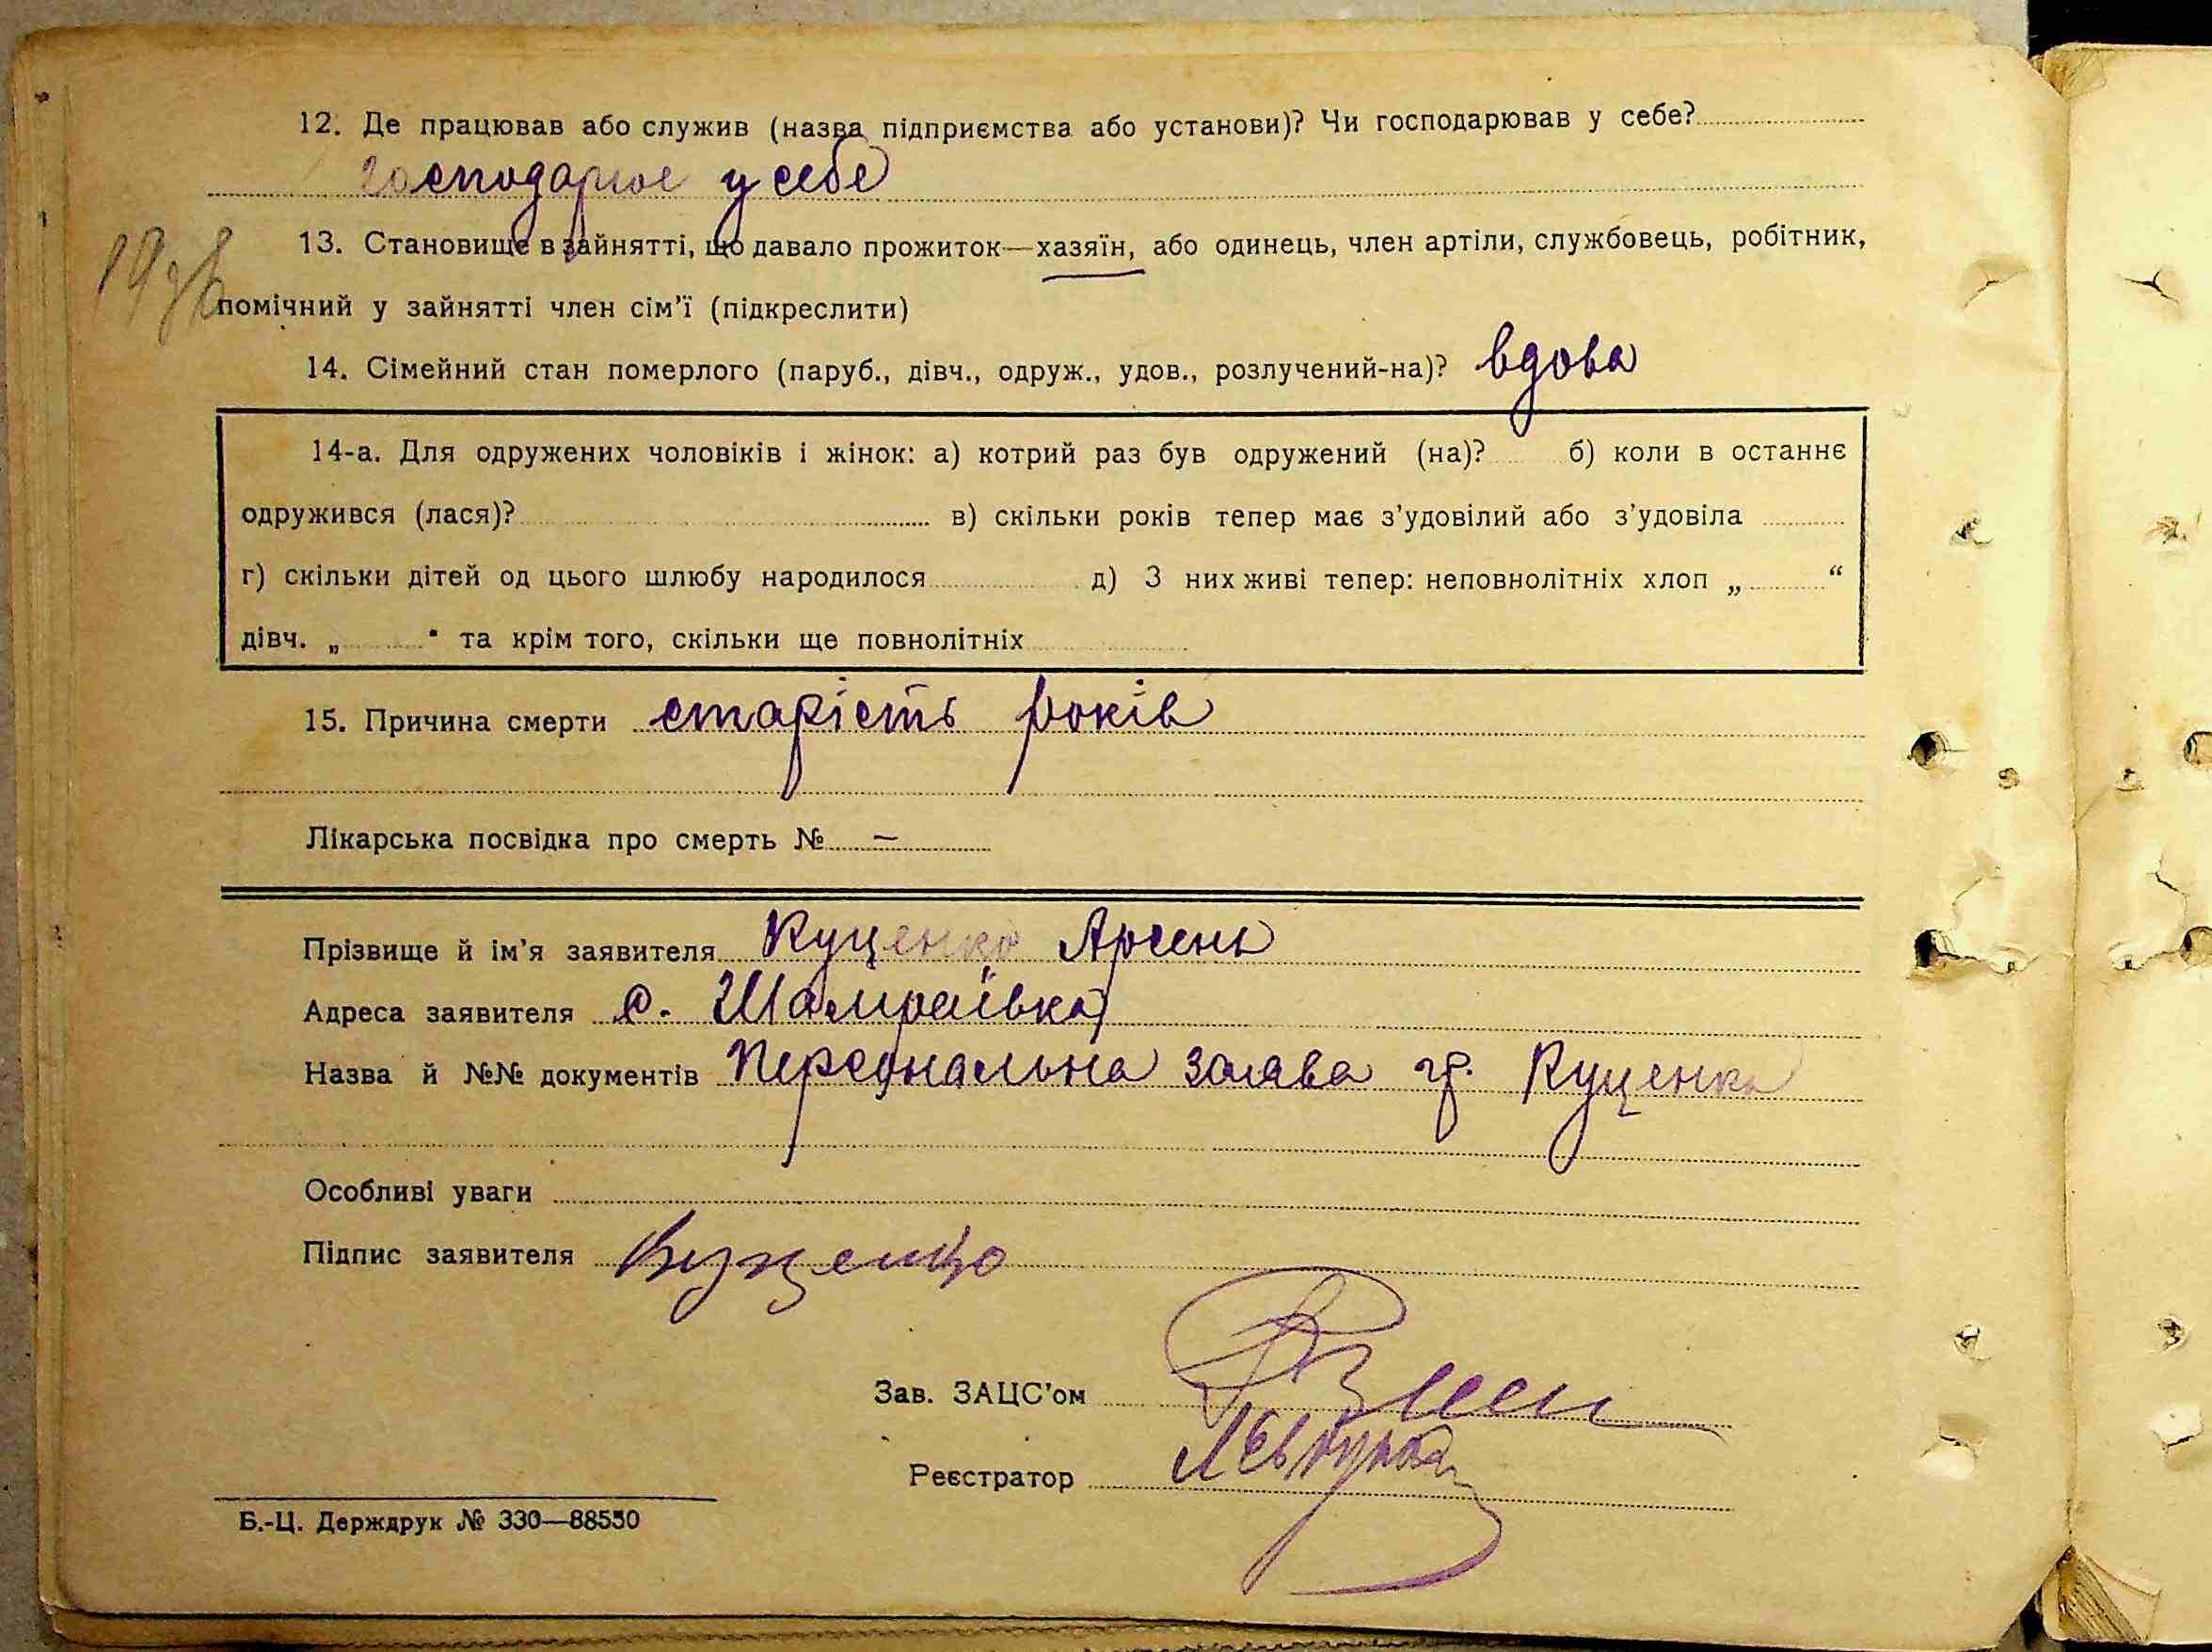 12. Де працював або служив (назва підприємства або установи)? Чи господарював у себе?
господарює у себе
13. Становище в зайнятті, що давало прожиток—хазяїн, або одинець, член артіли, службовець, робітник,
помічний у зайнятті член сім’ї (підкреслити)
14. Сімейний стан померлого (паруб., дівч., одруж., удов., розлучений-на)? вдова
14-а. Для одружених чоловіків і жінок: а) котрий раз був одружений (на)? б) коли в останнє
одружився (лася)? в) скільки років тепер має з’удовілий або з’удовіла
г) скільки дітей од цього шлюбу народилося д) З них живі тепер: неповнолітніх хлоп „ “
дівч. „ “ та крім того, скільки ще повнолітніх
15. Причина смерти старість років
Лікарська посвідка про смерть № —
Прізвище й ім’я заявителя Куценко Арсень
Адреса заявителя с. Шамраївка
Назва й №№ документів Персональна заява гр. Куценка
Особливі уваги
Підпис заявителя Куценко
Зав. ЗАЦС’ом
Реєстратор
Б.-Ц. Держдрук № 330—88550